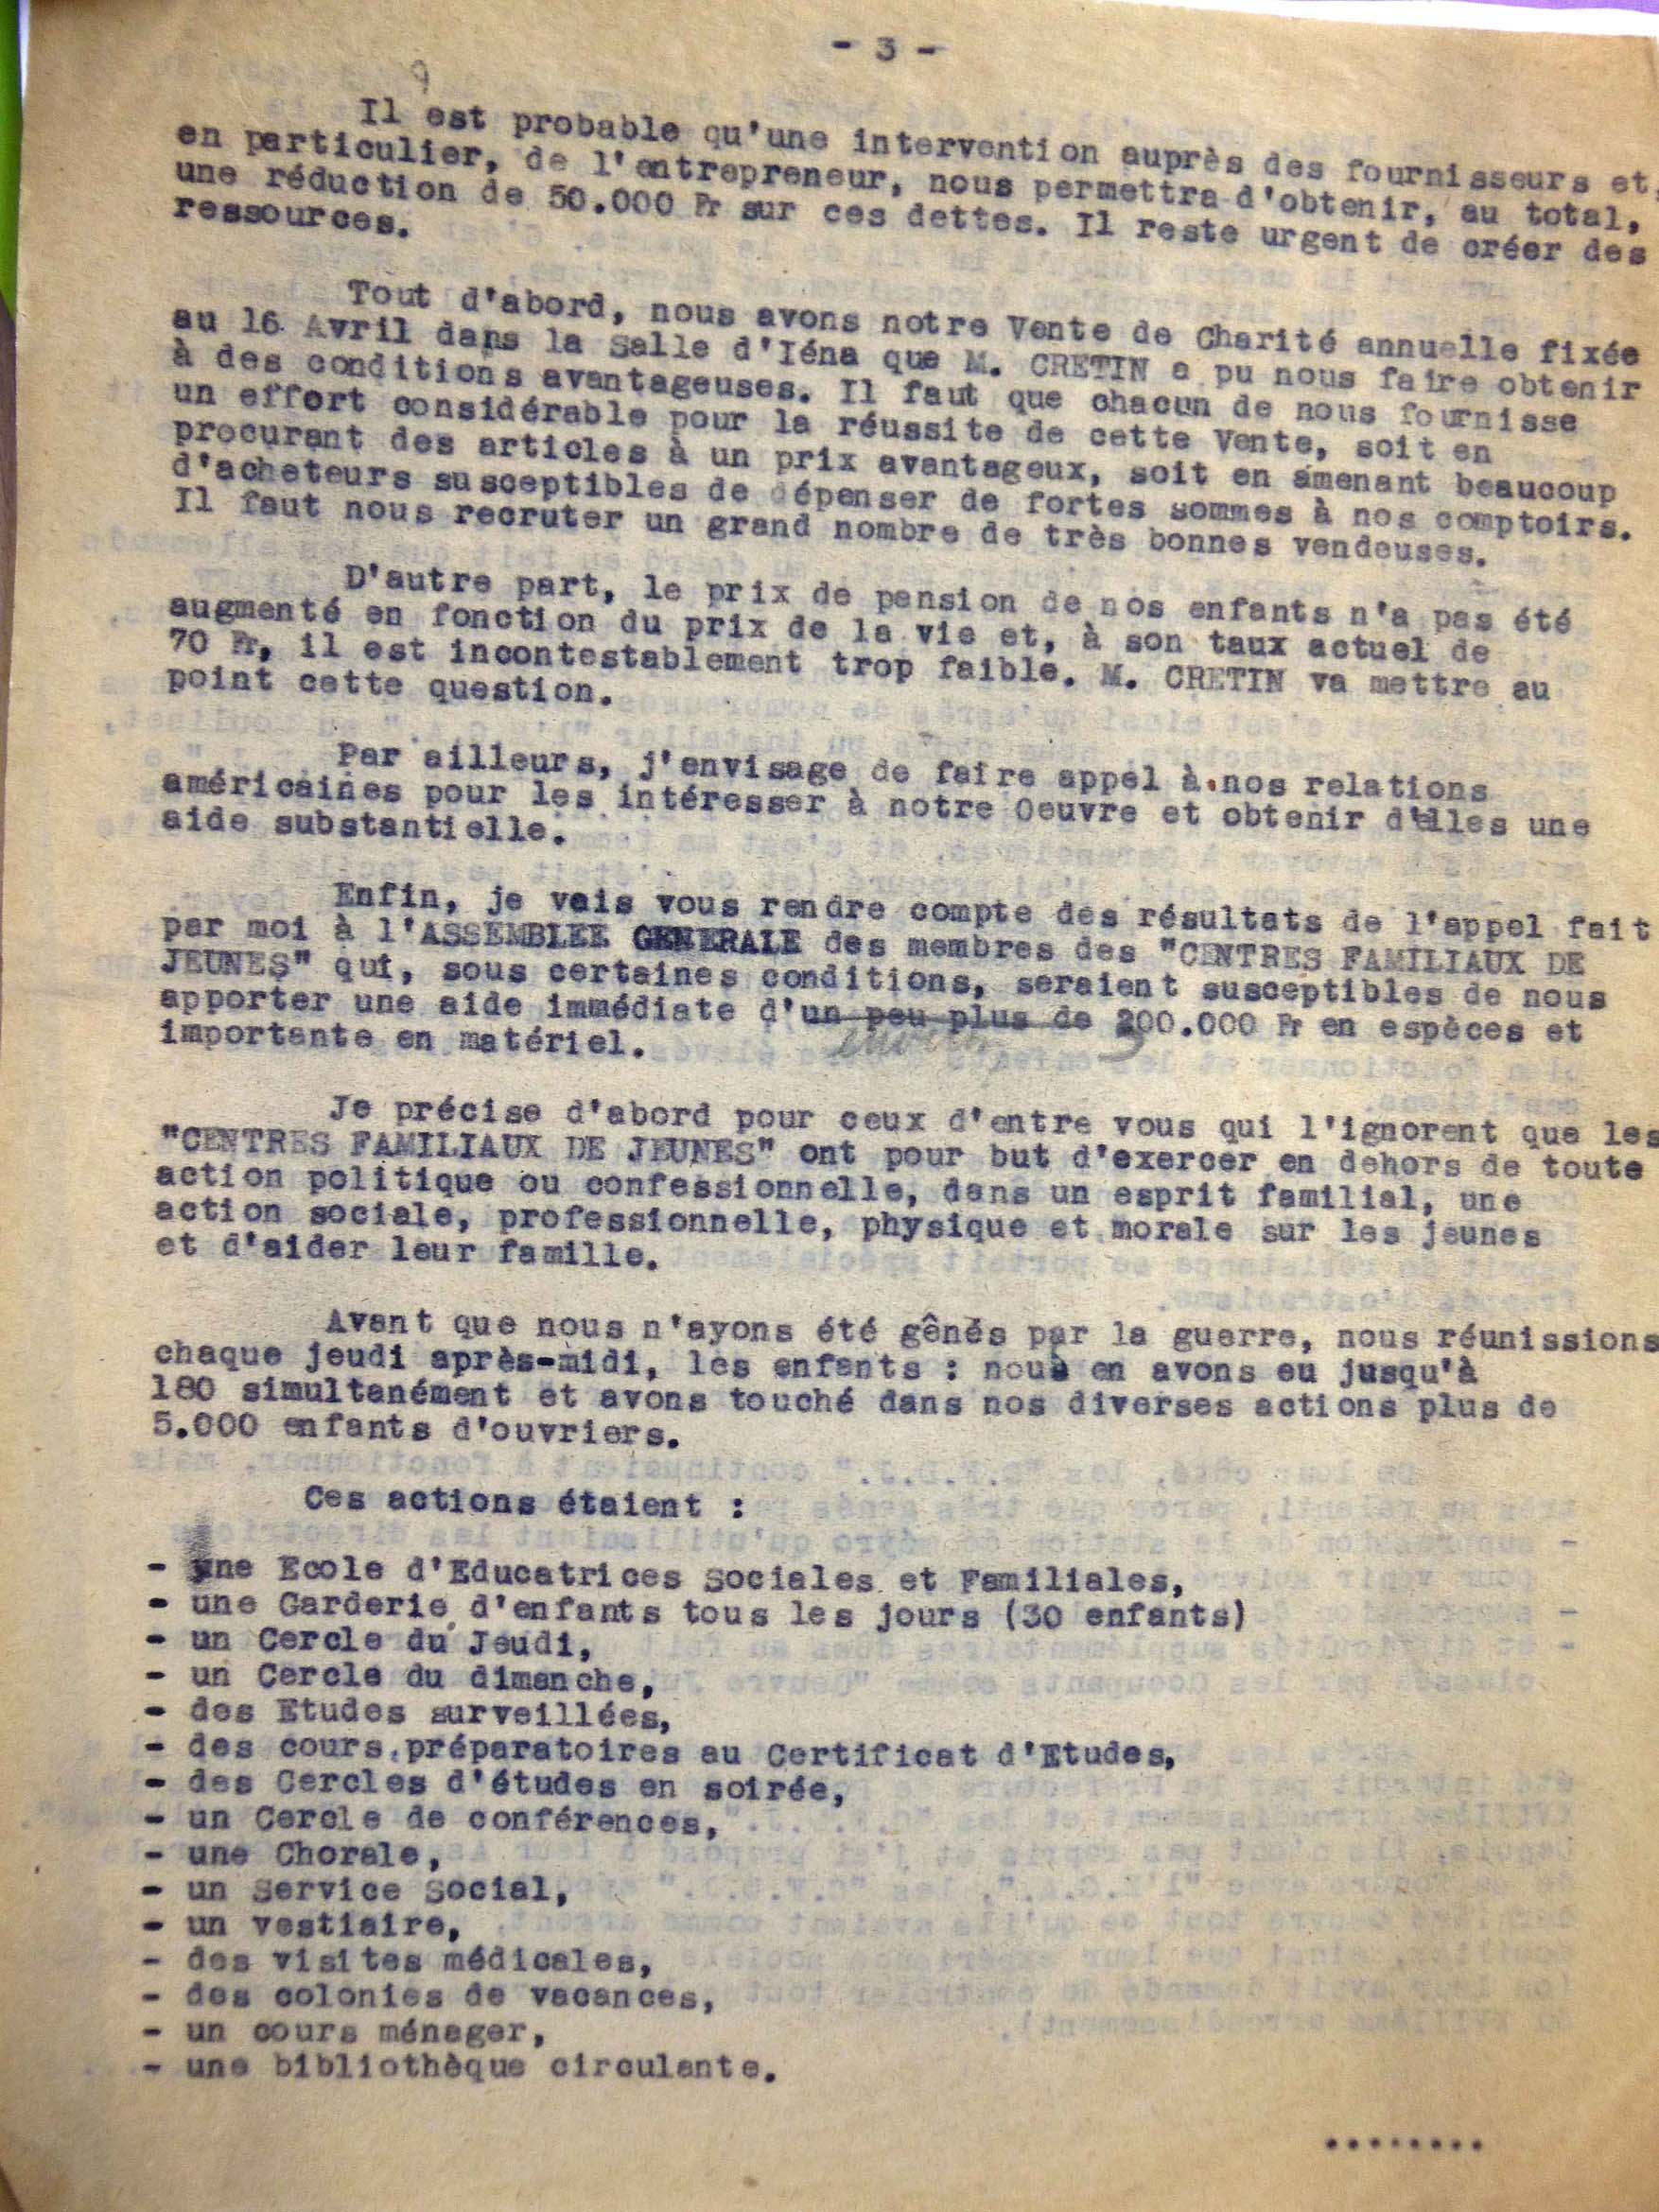 - 3 -
9
Il est probable qu'une intervention auprès des fournisseurs et,
en particulier, de l'entrepreneur, nous permettra d'obtenir, au total,
une réduction de 50.000 Fr sur ces dettes. Il reste urgent de créer des
ressources.
Tout d'abord, nous avons notre Vente de Charité annuelle fixée
au 16 Avril dans la Salle d'Iéna que M. CRETIN a pu nous faire obtenir
à des conditions avantageuses. Il faut que chacun de nous fournisse
un effort considérable pour la réussite de cette Vente, soit en
procurant des articles à un prix avantageux, soit en amenant beaucoup
d'acheteurs susceptibles de dépenser de fortes sommes à nos comptoirs.
Il faut nous recruter un grand nombre de très bonnes vendeuses.
D'autre part, le prix de pension de nos enfants n'a pas été
augmenté en fonction du prix de la vie et, à son taux actuel de
70 Fr, il est incontestablement trop faible. M. CRETIN va mettre au
point cette question.
Par ailleurs, j'envisage de faire appel à nos relations
américaines pour les intéresser à notre Oeuvre et obtenir d'elles une
aide substantielle.
Enfin, je vais vous rendre compte des résultats de l'appel fait
par moi à l'ASSEMBLEE GENERALE des membres des "CENTRES FAMILIAUX DE
JEUNES" qui, sous certaines conditions, seraient susceptibles de nous
apporter une aide immédiate d'un peu plus de 200.000 Fr en espèces et
environ 3
importante en matériel.
Je précise d'abord pour ceux d'entre vous qui l'ignorent que les
"CENTRES FAMILIAUX DE JEUNES" ont pour but d'exercer en dehors de toute
action politique ou confessionnelle, dans un esprit familial, une
action sociale, professionnelle, physique et morale sur les jeunes
et d'aider leur famille.
Avant que nous n'ayons été gênés par la guerre, nous réunissions
chaque jeudi après-midi, les enfants : nous en avons eu jusqu'à
180 simultanément et avons touché dans nos diverses actions plus de
5.000 enfants d'ouvriers.
Ces actions étaient :
- une Ecole d'Educatrices Sociales et Familiales,
- une Garderie d'enfants tous les jours (30 enfants)
- un Cercle du Jeudi,
- un Cercle du dimanche,
- des Etudes surveillées,
- des cours préparatoires au Certificat d'Etudes,
- des Cercles d'études en soirée,
- un Cercle de conférences,
- une Chorale,
- un Service Social,
- un vestiaire,
- des visites médicales,
- des colonies de vacances,
- un cours ménager,
- une bibliothèque circulante.
........